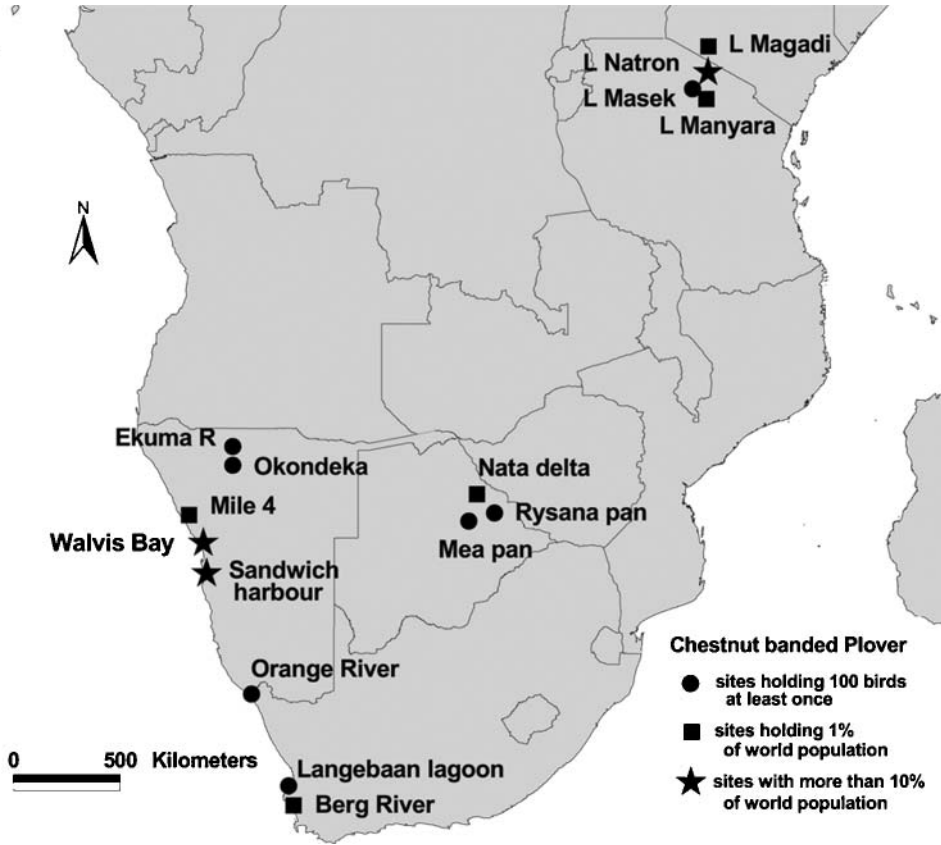 L Magadi
L Natron
L Masek
L Manyara
N
Ekuma R
Okondeka
Nata delta
Mile 4
Rysana pan
Walvis Bay
Mea pan
Sandwich
harbour
Chestnut banded Plover
Orange River
sites holding 100 birds
at least once
sites holding 1%
of world population
0 500 Kilometers
Langebaan lagoon
sites with more than 10%
of world population
Berg River